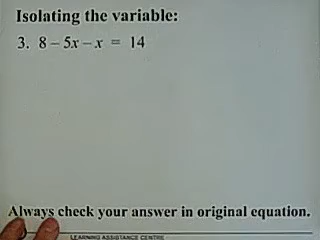 Isolating the variable:
3. 8 – 5x – x = 14
Always check your answer in original equation.
LEARNING ASSISTANCE CENTRE